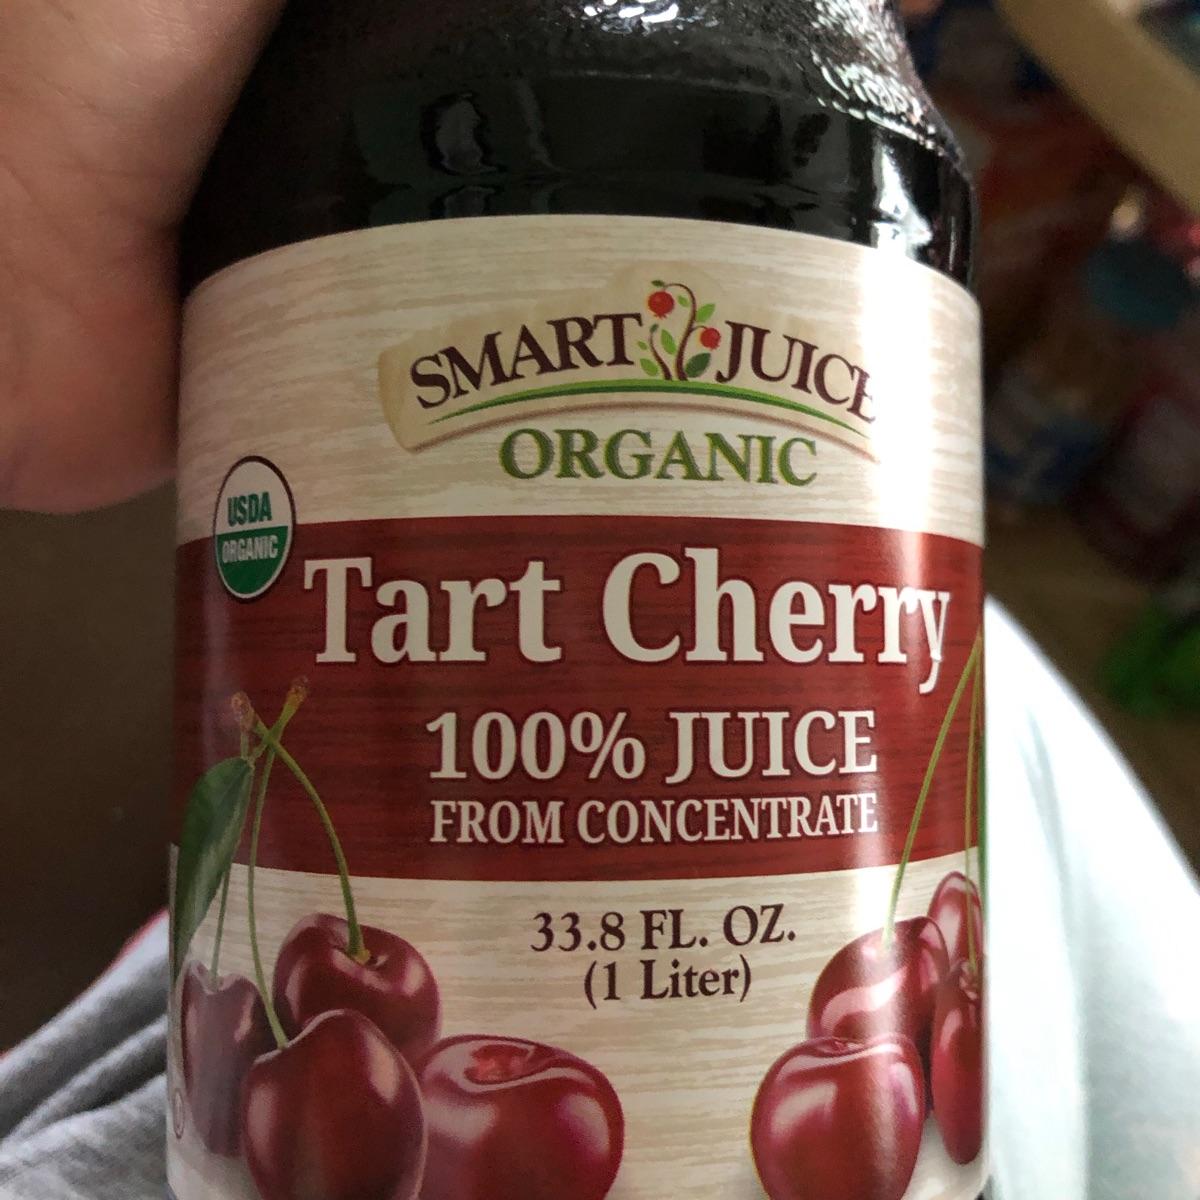 SMART JUICE
ORGANIC
USDA
ORGANIC
Tart Cherry
100% JUICE
FROM CONCENTRATE
33.8 FL. OZ.
(1 Liter)